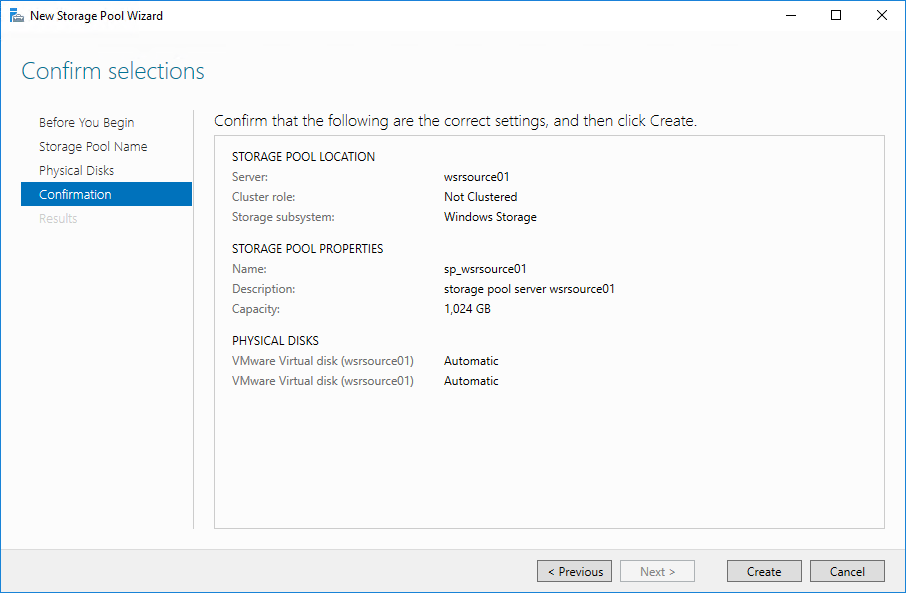 New Storage Pool Wizard
Confirm selections
Before You Begin
Storage Pool Name
Physical Disks
Confirmation
Results
Confirm that the following are the correct settings, and then click Create.
STORAGE POOL LOCATION
Server: wsrsource01
Cluster role: Not Clustered
Storage subsystem: Windows Storage
STORAGE POOL PROPERTIES
Name: sp_wsrsource01
Description: storage pool server wsrsource01
Capacity: 1,024 GB
PHYSICAL DISKS
VMware Virtual disk (wsrsource01) Automatic
VMware Virtual disk (wsrsource01) Automatic
< Previous Next > Create Cancel